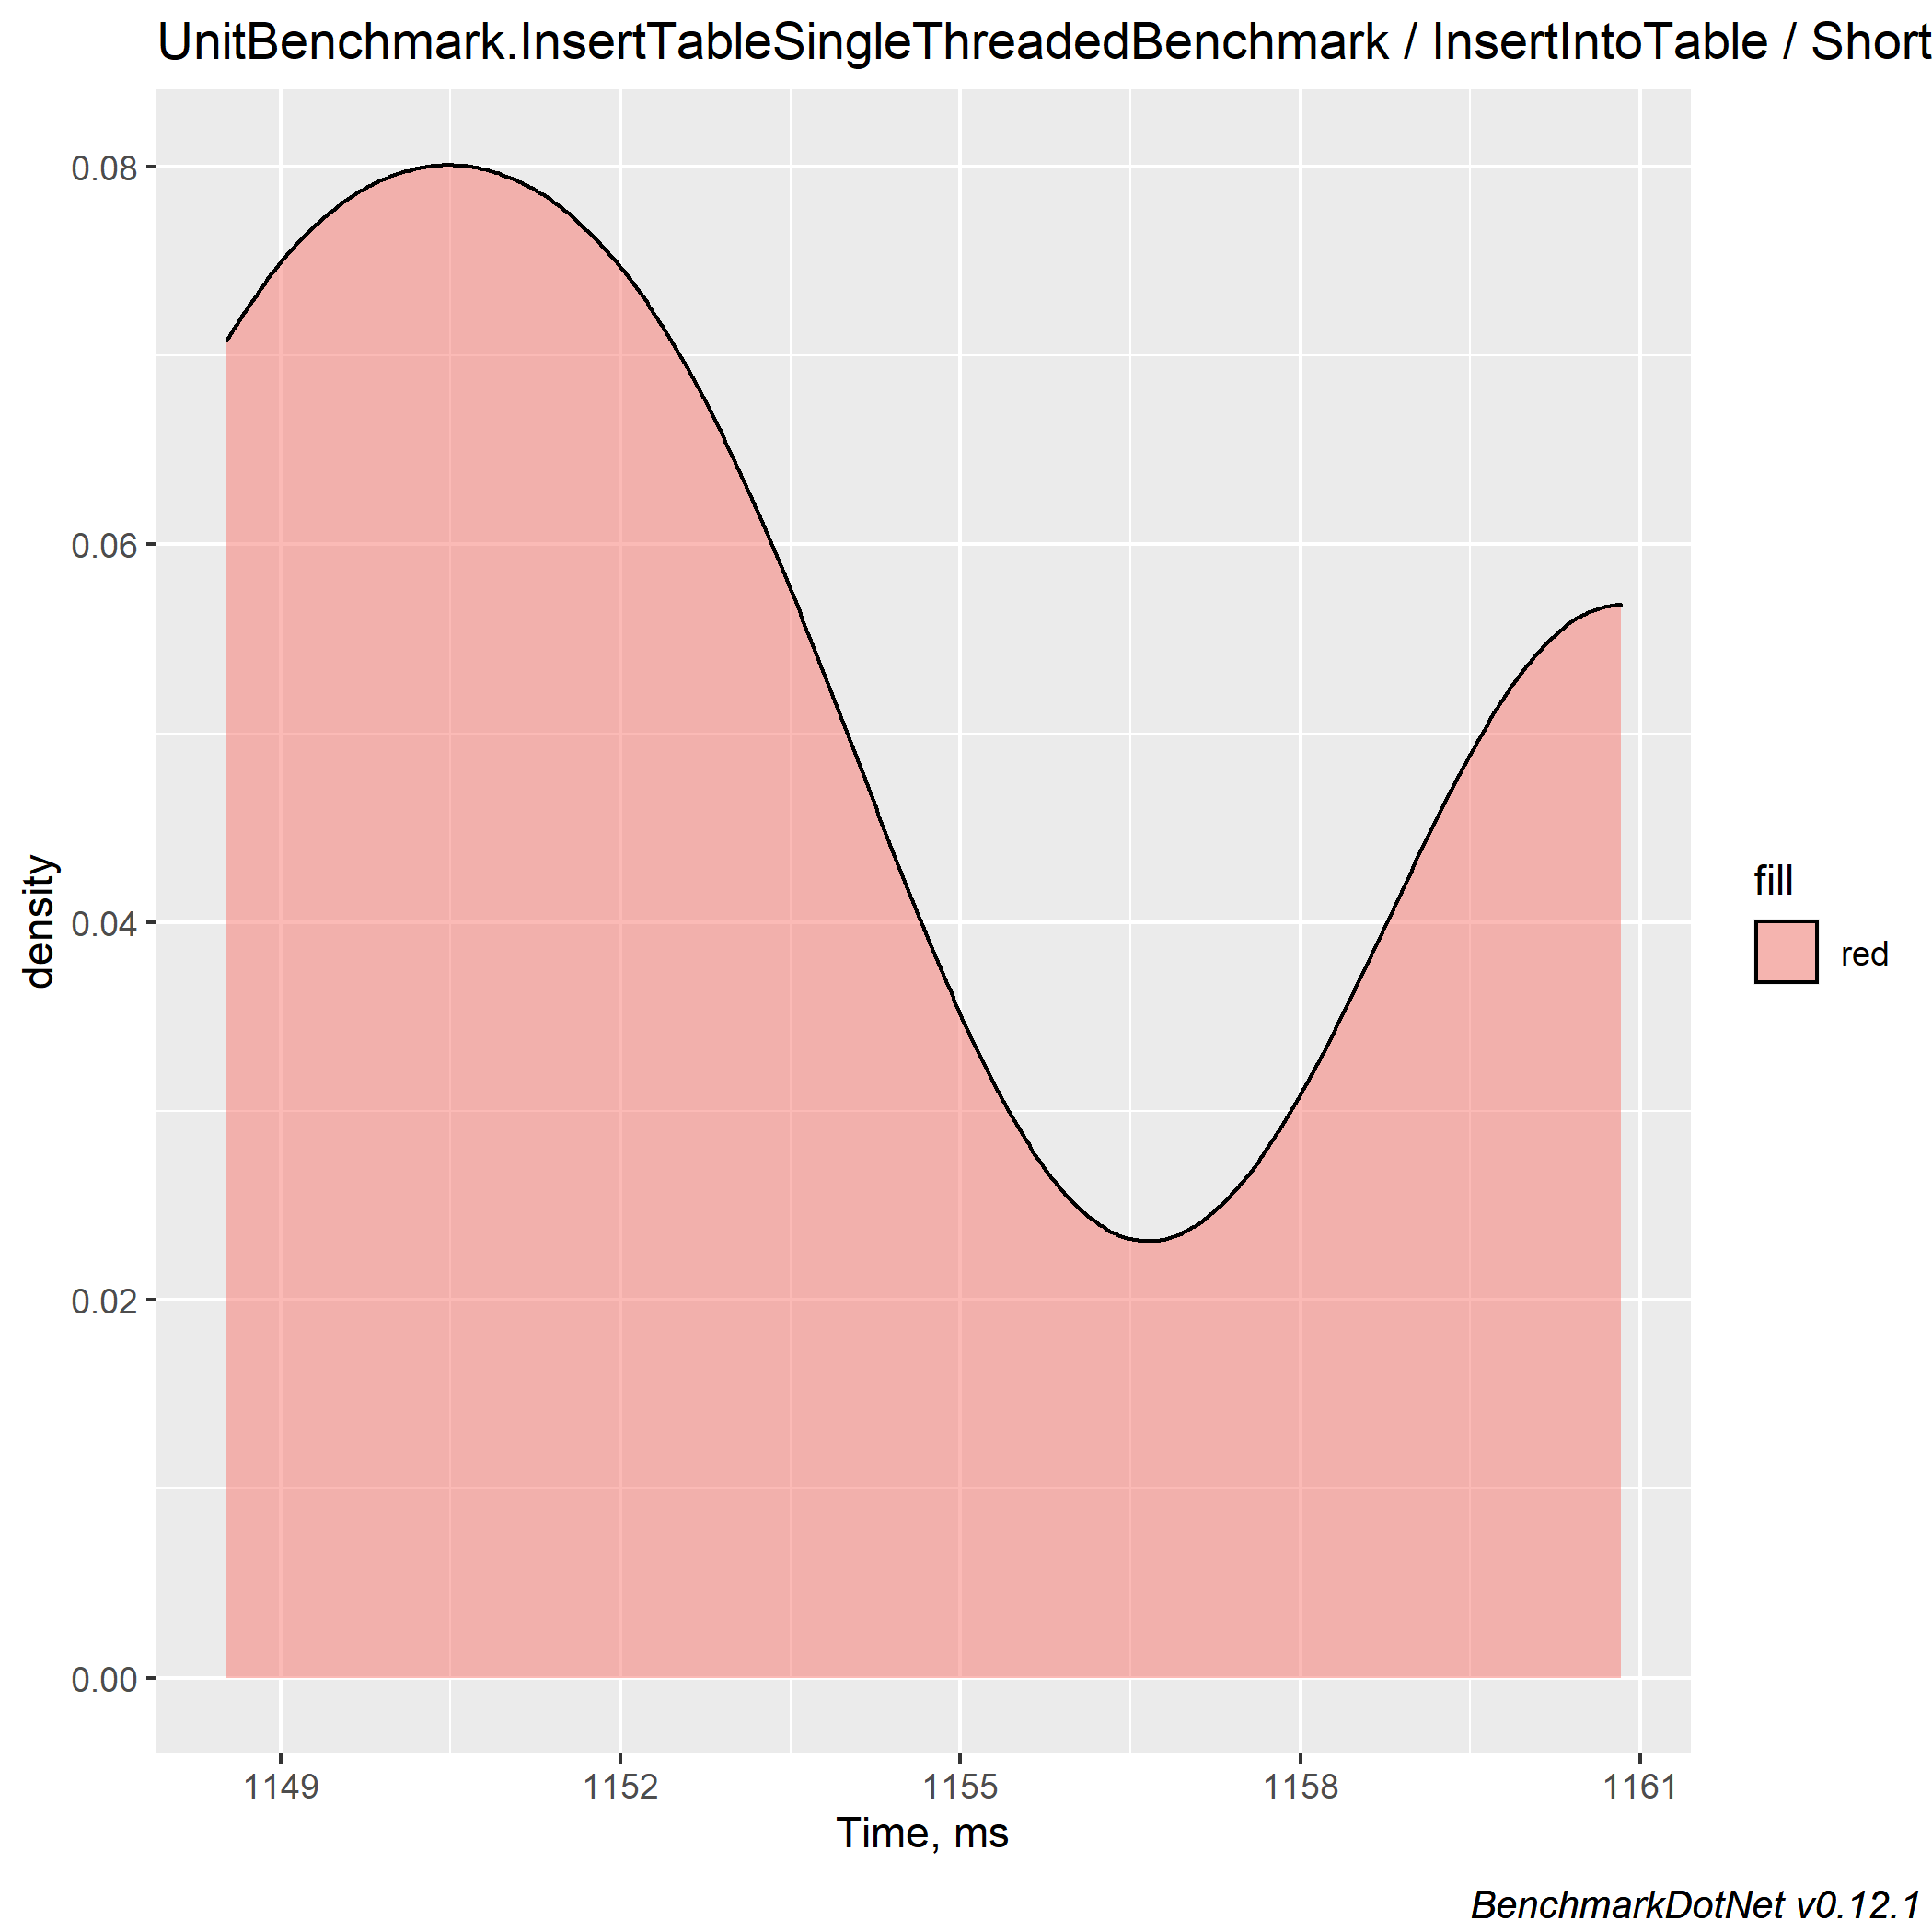 UnitBenchmark.InsertTableSingleThreadedBenchmark / InsertIntoTable / Short
0.08
0.06
0.04
0.02
0.00
density
1149 1152 1155 1158 1161
Time, ms
fill
red
BenchmarkDotNet v0.12.1